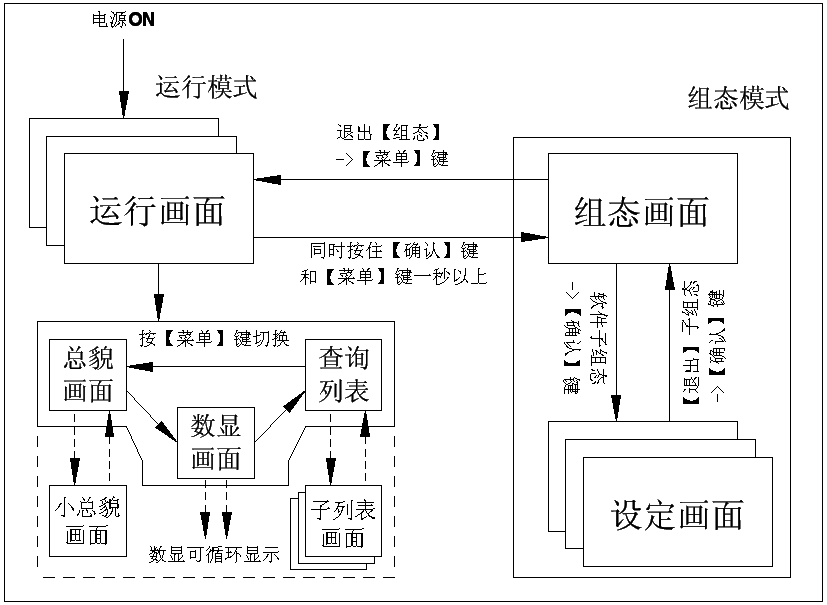 电源ON
运行模式
组态模式
退出【组态】
->【菜单】键
运行画面
组态画面
同时按住【确认】键
和【菜单】键一秒以上
软件子组态
->【确认】键
【退出】子组态
->【确认】键
按【菜单】键切换
总貌
画面
查询
列表
数显
画面
小总貌
画面
子列表
画面
数显可循环显示
设定画面